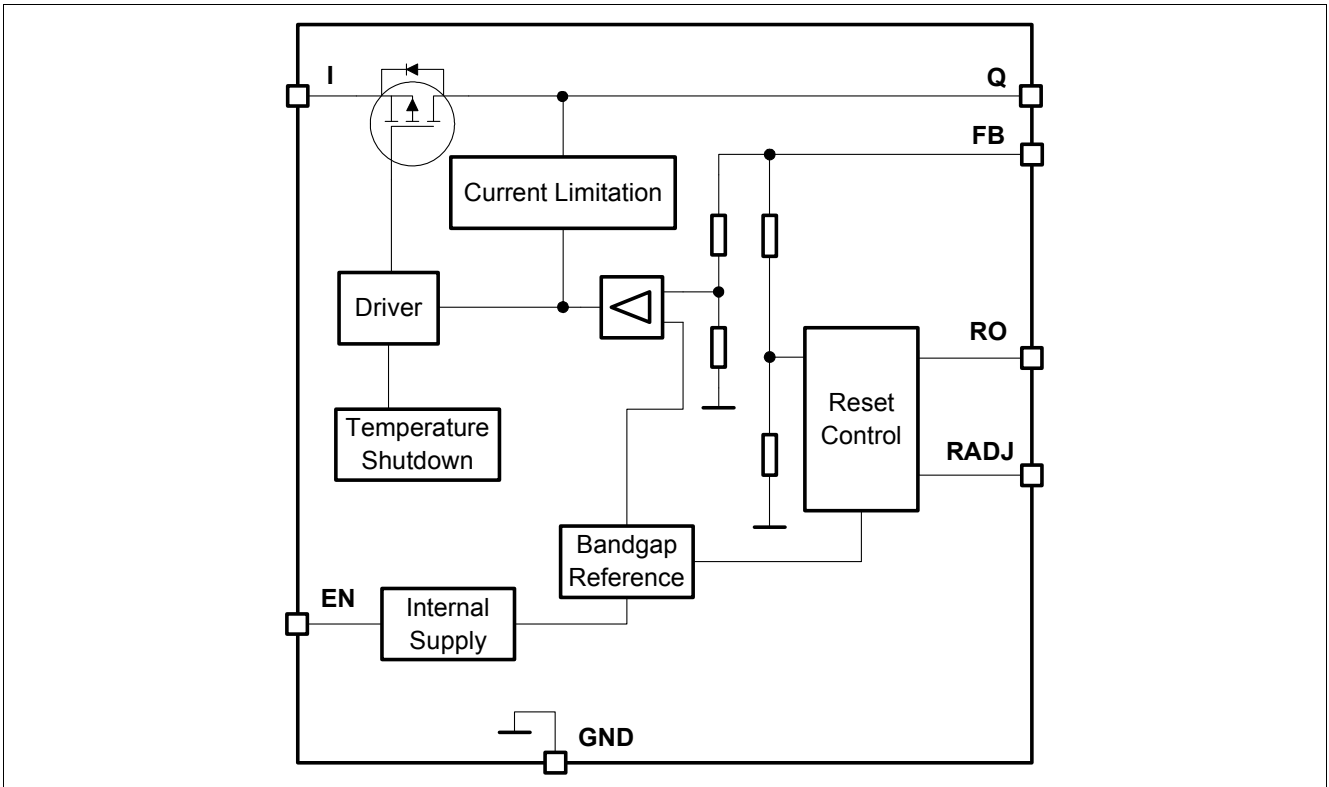 I
Q
FB
Current Limitation
Driver
RO
Reset
Control
Temperature
Shutdown
RADJ
Bandgap
Reference
EN
Internal
Supply
GND